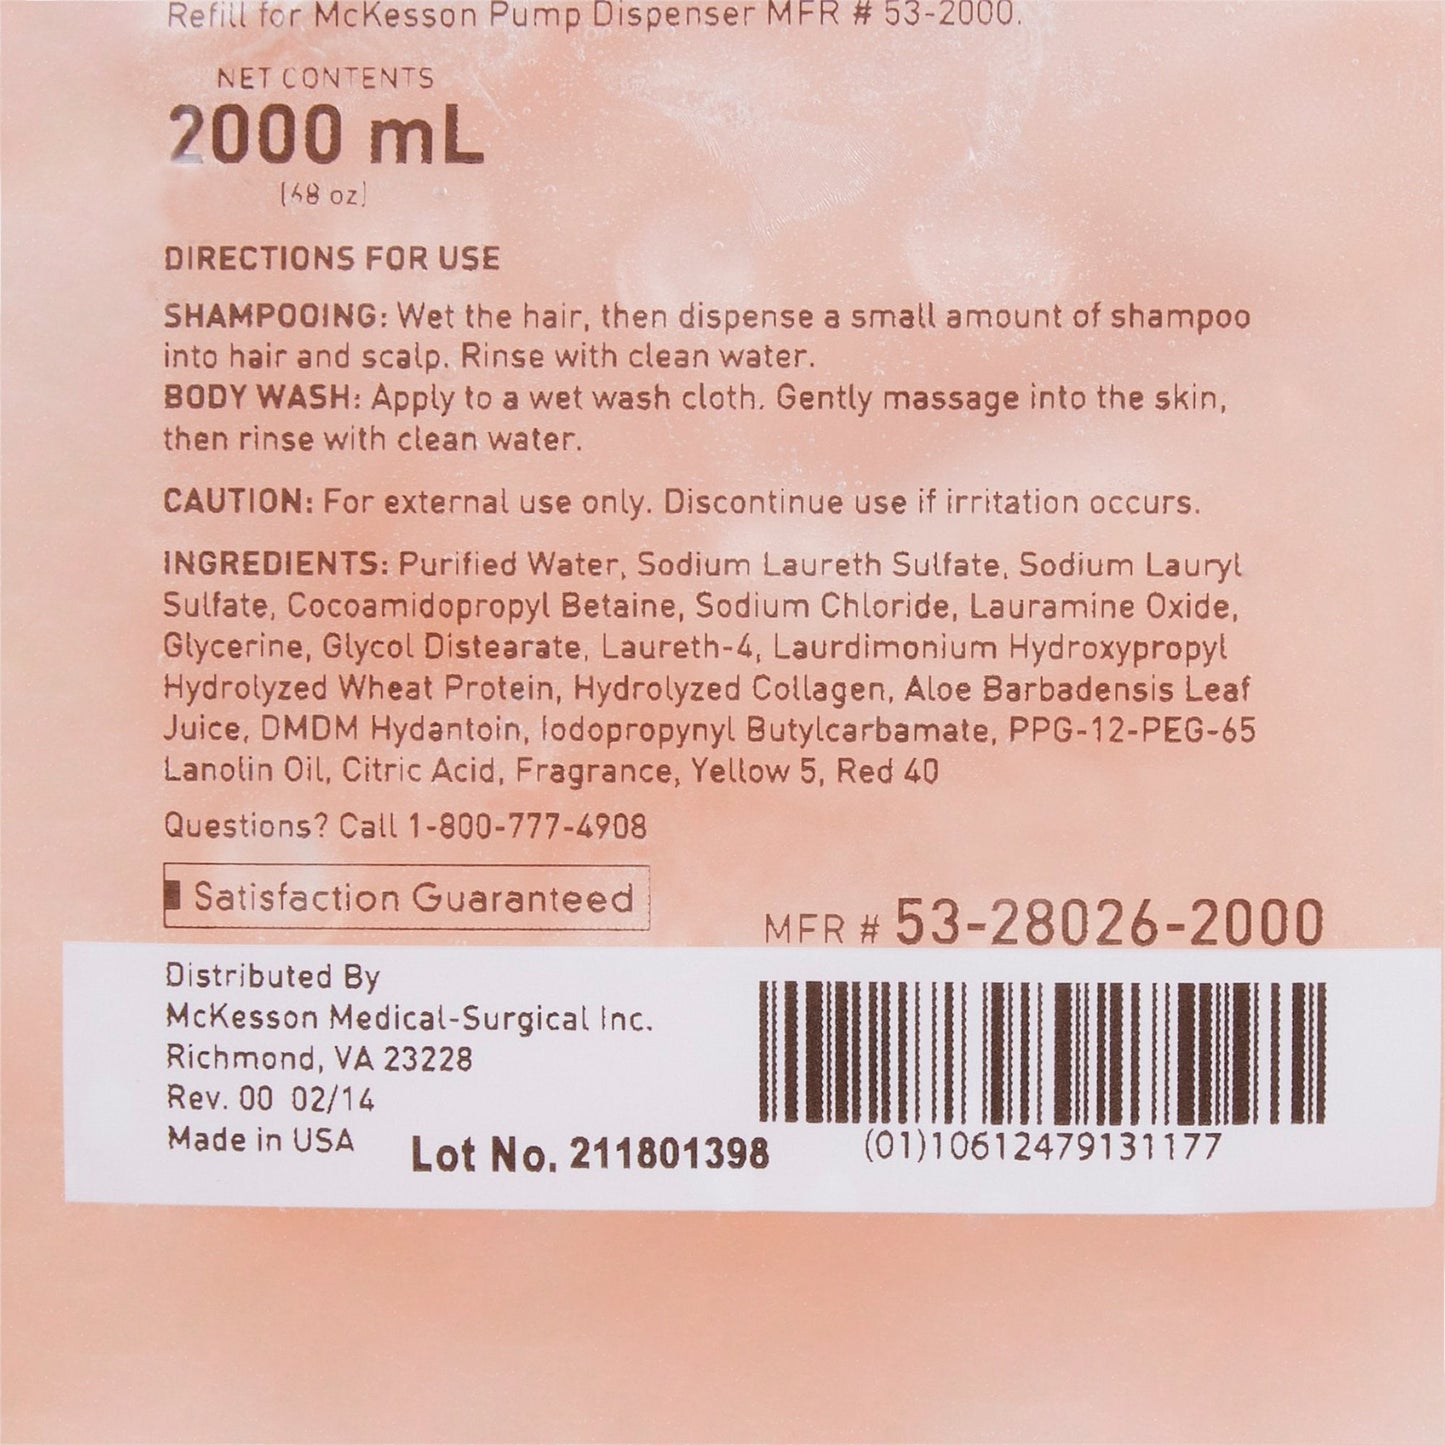 Refill for McKesson Pump Dispenser MFR # 53-2000.
NET CONTENTS
2000 mL
(68 oz)
DIRECTIONS FOR USE
SHAMPOOING: Wet the hair, then dispense a small amount of shampoo
into hair and scalp. Rinse with clean water.
BODY WASH: Apply to a wet wash cloth. Gently massage into the skin,
then rinse with clean water.
CAUTION: For external use only. Discontinue use if irritation occurs.
INGREDIENTS: Purified Water, Sodium Laureth Sulfate, Sodium Lauryl
Sulfate, Cocoamidopropyl Betaine, Sodium Chloride, Lauramine Oxide,
Glycerine, Glycol Distearate, Laureth-4, Laurdimonium Hydroxypropyl
Hydrolyzed Wheat Protein, Hydrolyzed Collagen, Aloe Barbadensis Leaf
Juice, DMDM Hydantoin, Iodopropynyl Butylcarbamate, PPG-12-PEG-65
Lanolin Oil, Citric Acid, Fragrance, Yellow 5, Red 40
Questions? Call 1-800-777-4908
Satisfaction Guaranteed
MFR # 53-28026-2000
Distributed By
McKesson Medical-Surgical Inc.
Richmond, VA 23228
Rev. 00 02/14
Made in USA
Lot No. 211801398
(01)10612479131177